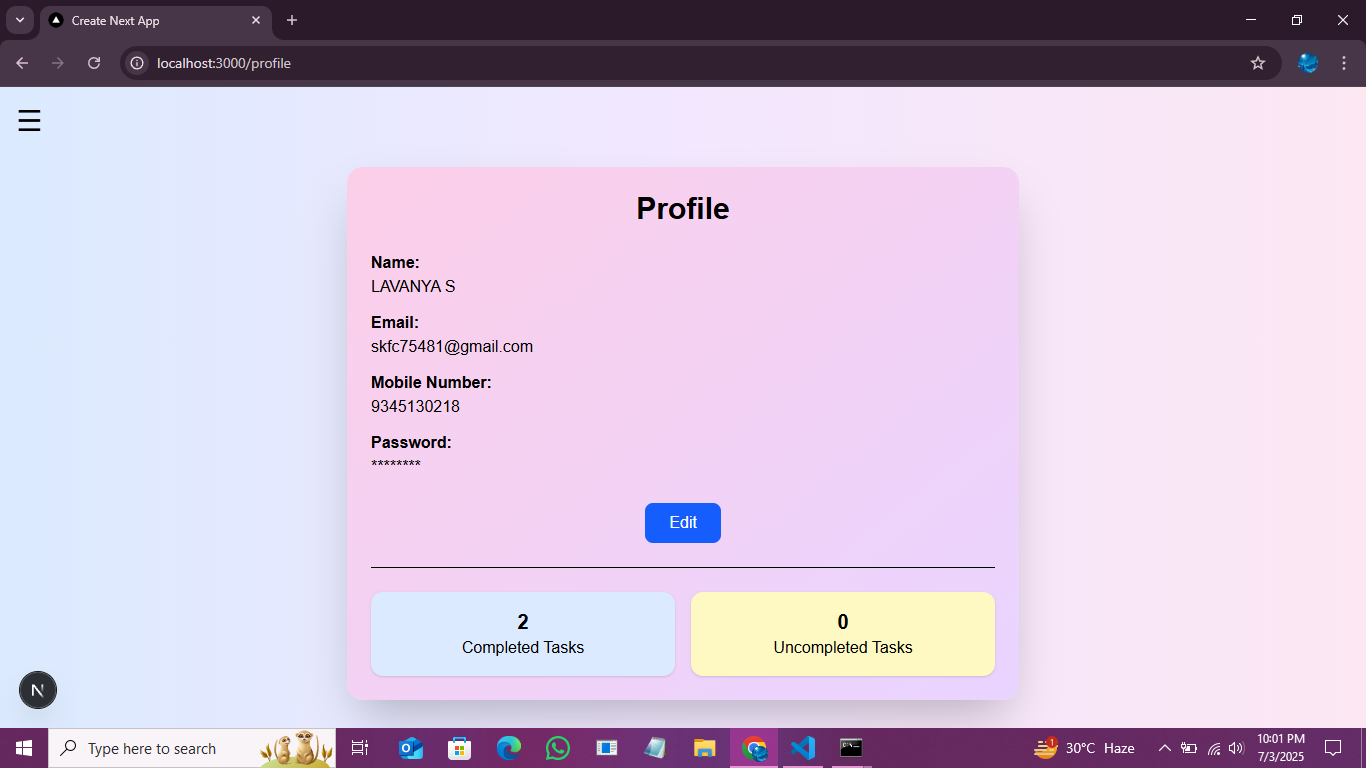 Create Next App
localhost:3000/profile
Profile
Name:
LAVANYA S
Email:
skfc75481@gmail.com
Mobile Number:
9345130218
Password:
********
Edit
2
Completed Tasks
0
Uncompleted Tasks
N
Type here to search
1
30°C Haze
10:01 PM
7/3/2025